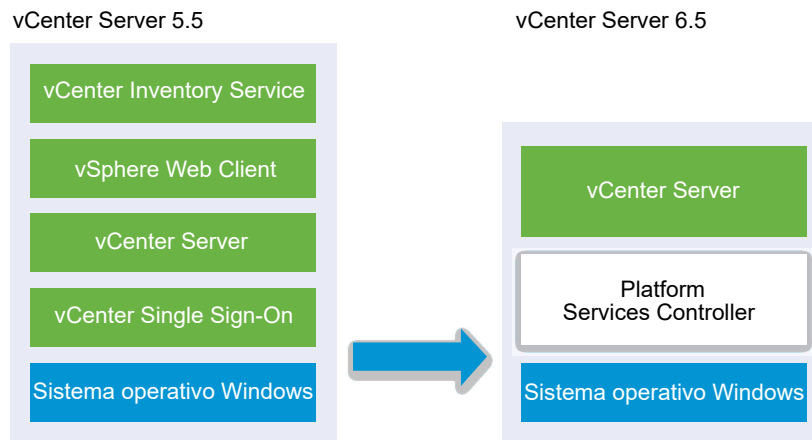 vCenter Server 5.5
vCenter Inventory Service
vSphere Web Client
vCenter Server
vCenter Single Sign-On
Sistema operativo Windows
vCenter Server 6.5
vCenter Server
Platform
Services Controller
Sistema operativo Windows